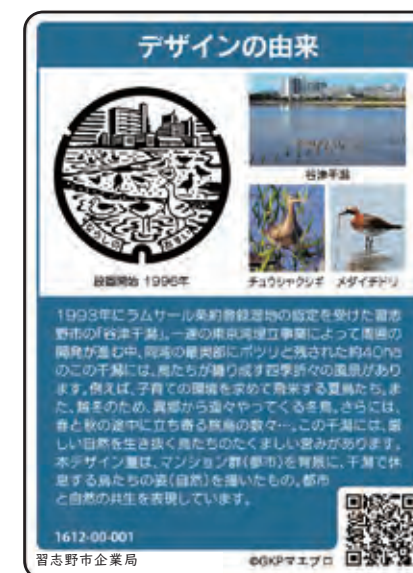 デザインの由来
谷津干潟
ならしの
おすい
設置開始 1996年
チュウシャクシギ
メダイチドリ
1993年にラムサール条約登録湿地の認定を受けた習志
野市の「谷津干潟」。一連の東京湾埋立事業によって周囲の
開発が進む中、同湾の最奥部にポツリと残された約40ha
のこの干潟には、鳥たちが織り成す四季折々の風景があり
ます。例えば、子育ての環境を求めて飛来する夏鳥たち。ま
た、越冬のため、異郷から遥々やってくる冬鳥、さらには、
春と秋の途中に立ち寄る旅鳥の数々…。この干潟には、厳
しい自然を生き抜く鳥たちのたくましい営みがあります。
本デザイン蓋は、マンション群(都市)を背景に、干潟で休
息する鳥たちの姿(自然)を描いたもの。都市
と自然の共生を表現しています。
1612-00-001
習志野市企業局
©GKPマエプロ